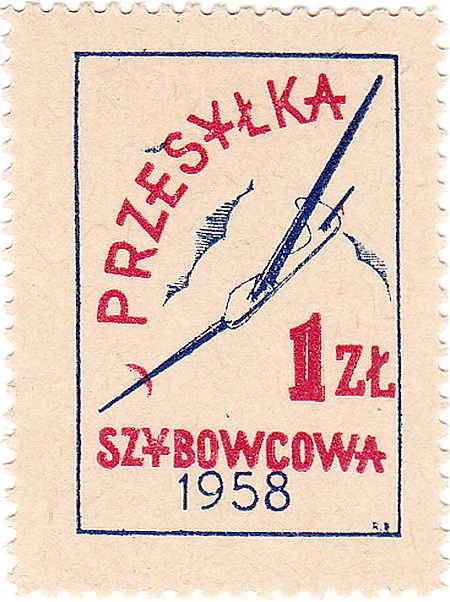 PRZESYŁKA
1 ZŁ
SZYBOWCOWA
1958